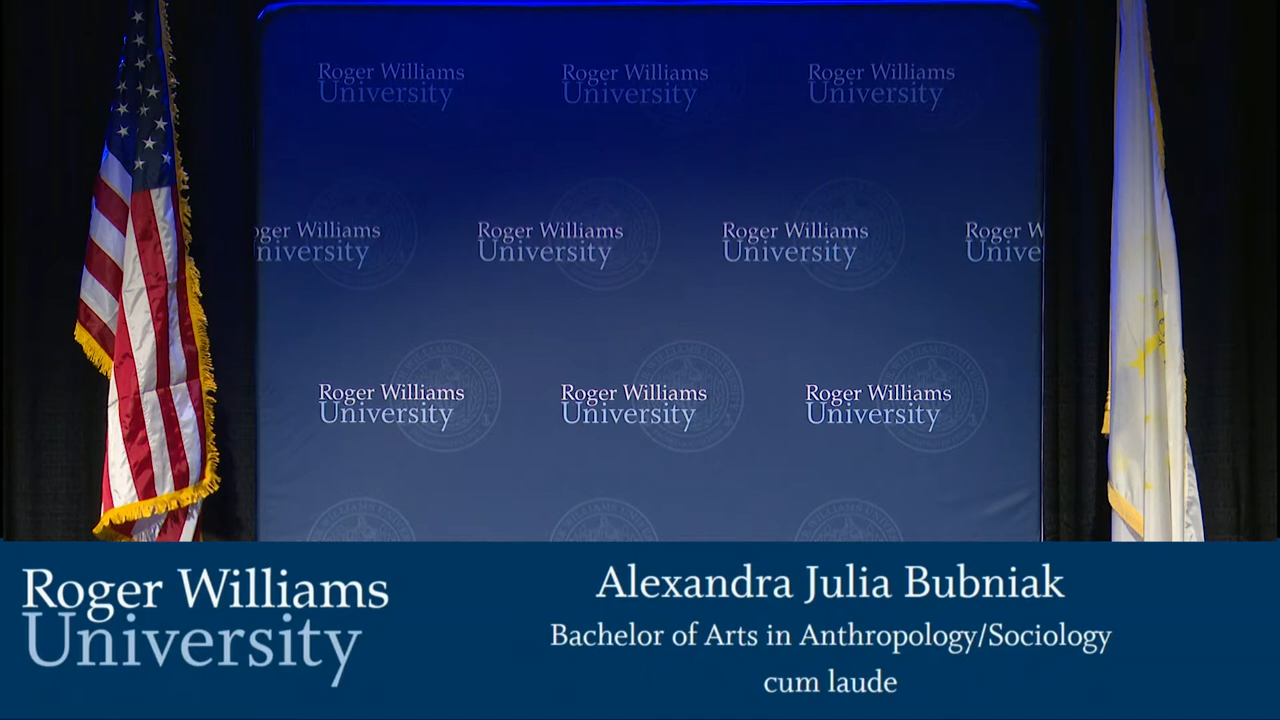 Roger Williams
University
Roger Williams
University
Roger Williams
University
oger Williams
niversity
Roger Williams
University
Roger Williams
University
Roger W
Unive
Roger Williams
University
Roger Williams
University
Roger Williams
University
Roger Williams
University
Alexandra Julia Bubniak
Bachelor of Arts in Anthropology/Sociology
cum laude